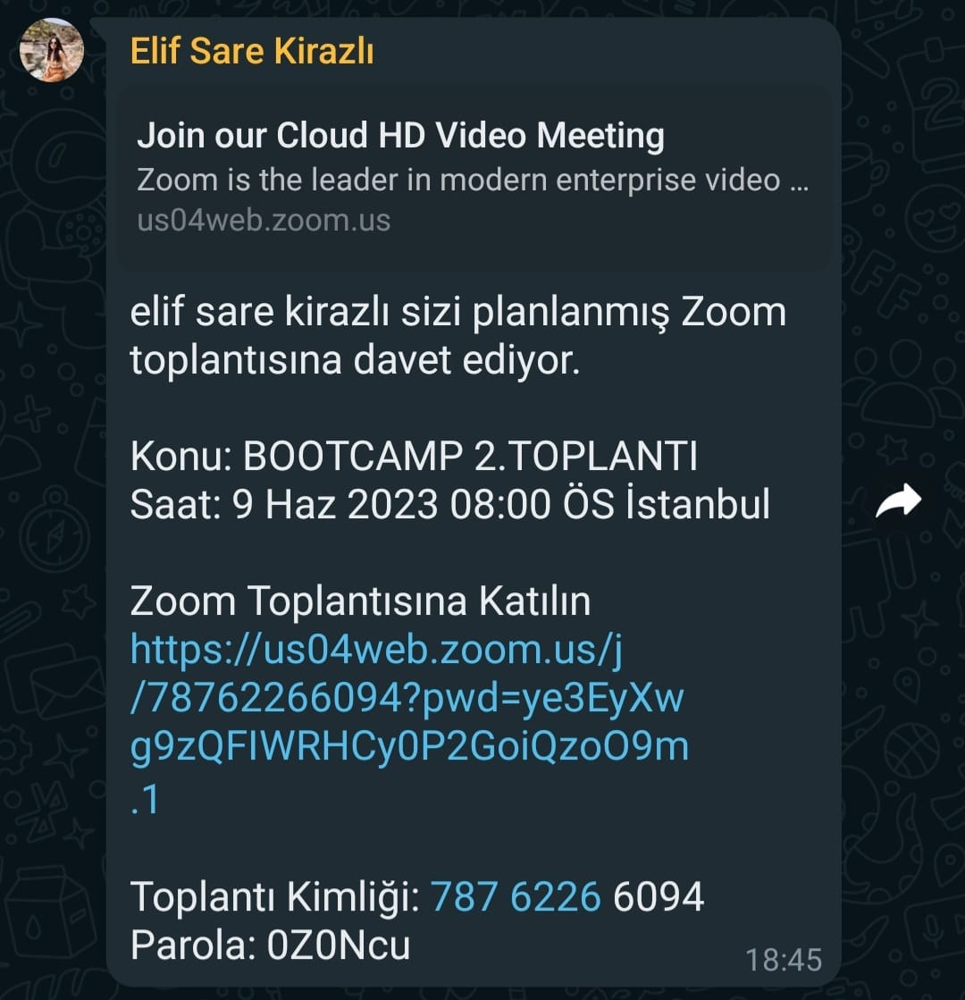 Elif Sare Kirazlı
Join our Cloud HD Video Meeting
Zoom is the leader in modern enterprise video ...
us04web.zoom.us
elif sare kirazlı sizi planlanmış Zoom
toplantısına davet ediyor.
Konu: BOOTCAMP 2.TOPLANTI
Saat: 9 Haz 2023 08:00 ÖS İstanbul
Zoom Toplantısına Katılın
https://us04web.zoom.us/j
/78762266094?pwd=ye3EyXw
g9zQFIWRHCy0P2GoiQzoO9m
.1
Toplantı Kimliği: 787 6226 6094
Parola: 0Z0Ncu
18:45